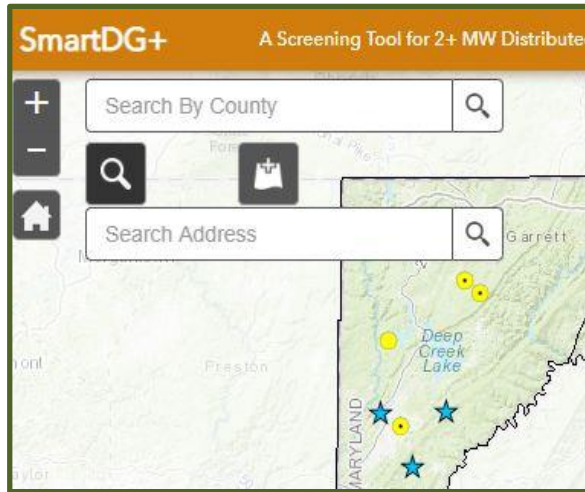 SmartDG+
A Screening Tool for 2+ MW Distribute
Search By County
Search Address
Garrett
Deep
Creek
Lake
Preston
MARYLAND